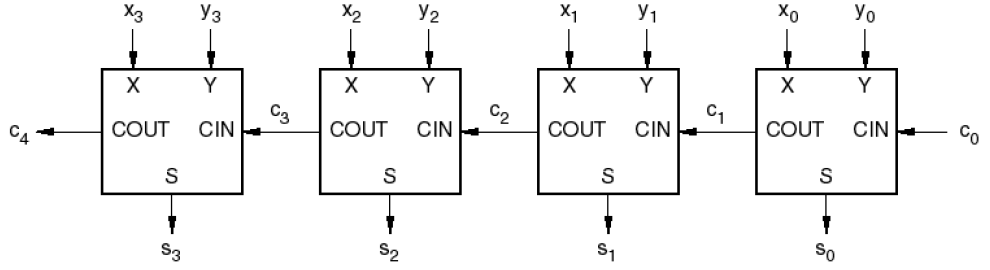 x₃ y₃ x₂ y₂ x₁ y₁ x₀ y₀
X Y X Y X Y X Y
c₄ COUT CIN c₃ COUT CIN c₂ COUT CIN c₁ COUT CIN c₀
S S S S
s₃ s₂ s₁ s₀